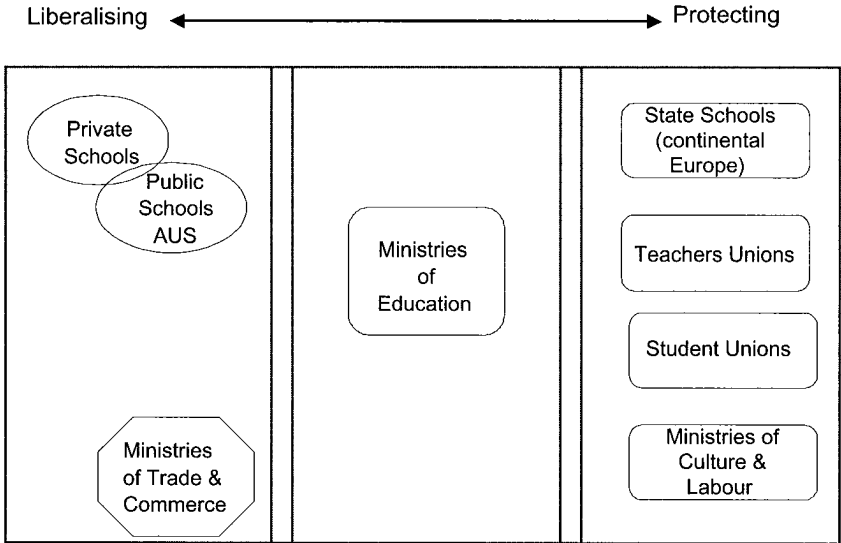 Liberalising
Protecting
Private
Schools
Public
Schools
AUS
Ministries
of Trade &
Commerce
Ministries
of
Education
State Schools
(continental
Europe)
Teachers Unions
Student Unions
Ministries of
Culture &
Labour